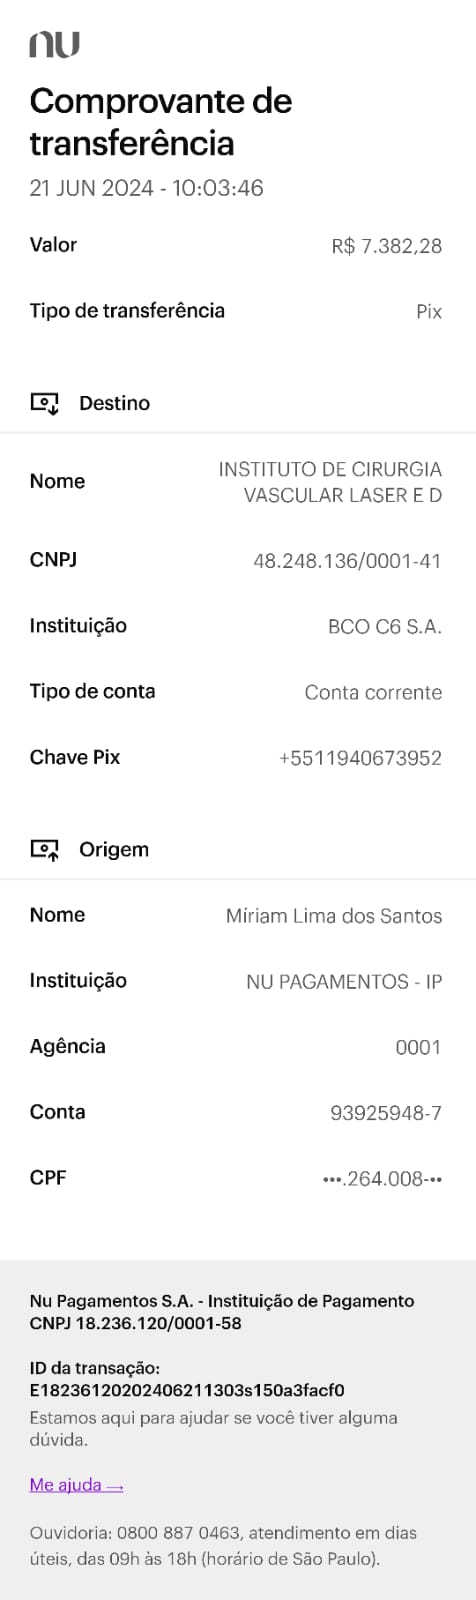 nu
Comprovante de
transferência
21 JUN 2024 - 10:03:46
Valor R$ 7.382,28
Tipo de transferência Pix
Destino
Nome INSTITUTO DE CIRURGIA
VASCULAR LASER E D
CNPJ 48.248.136/0001-41
Instituição BCO C6 S.A.
Tipo de conta Conta corrente
Chave Pix +5511940673952
Origem
Nome Míriam Lima dos Santos
Instituição NU PAGAMENTOS - IP
Agência 0001
Conta 93925948-7
CPF •••.264.008-••
Nu Pagamentos S.A. - Instituição de Pagamento
CNPJ 18.236.120/0001-58
ID da transação:
E18236120202406211303s150a3facf0
Estamos aqui para ajudar se você tiver alguma
dúvida.
Me ajuda →
Ouvidoria: 0800 887 0463, atendimento em dias
úteis, das 09h às 18h (horário de São Paulo).